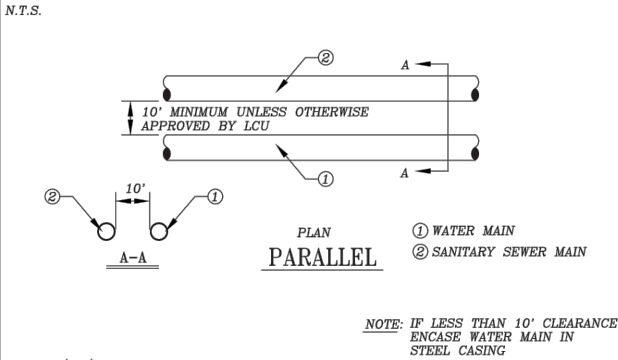 N.T.S.
②
A
10' MINIMUM UNLESS OTHERWISE
APPROVED BY LCU
①
A
②
10'
①
A-A
PLAN
PARALLEL
① WATER MAIN
② SANITARY SEWER MAIN
NOTE: IF LESS THAN 10' CLEARANCE
ENCASE WATER MAIN IN
STEEL CASING